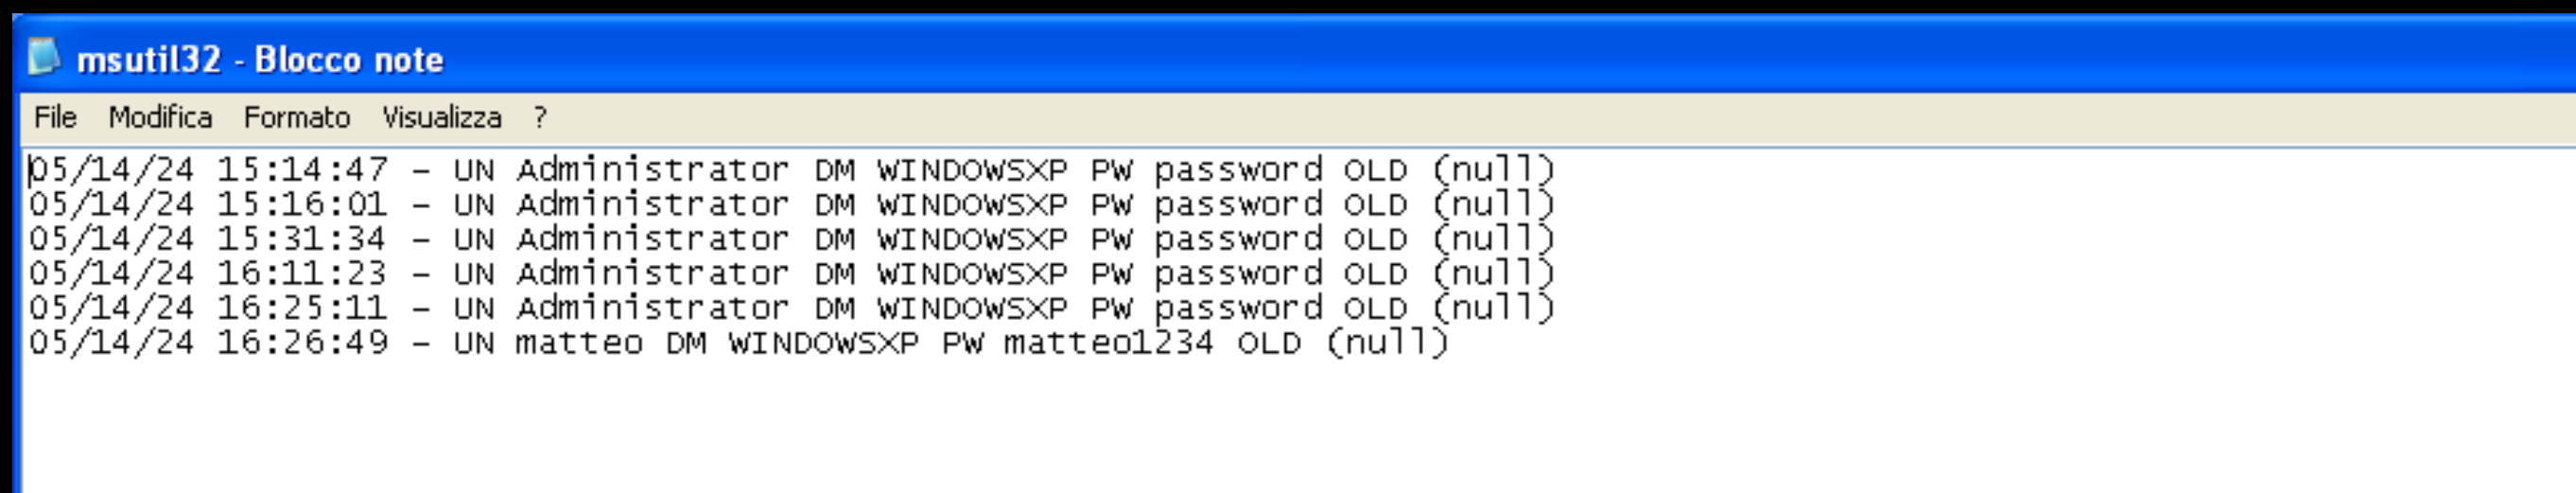 msutil32 - Blocco note
File Modifica Formato Visualizza ?
05/14/24 15:14:47 - UN Administrator DM WINDOWSXP PW password OLD (null)
05/14/24 15:16:01 - UN Administrator DM WINDOWSXP PW password OLD (null)
05/14/24 15:31:34 - UN Administrator DM WINDOWSXP PW password OLD (null)
05/14/24 16:11:23 - UN Administrator DM WINDOWSXP PW password OLD (null)
05/14/24 16:25:11 - UN Administrator DM WINDOWSXP PW password OLD (null)
05/14/24 16:26:49 - UN matteo DM WINDOWSXP PW matteo1234 OLD (null)